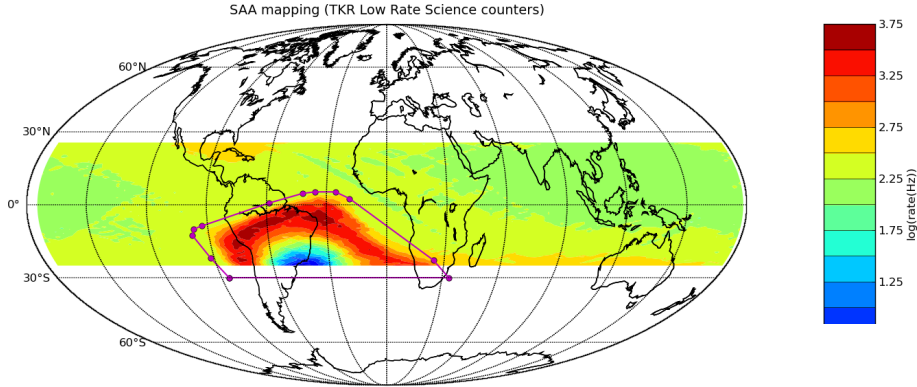 SAA mapping (TKR Low Rate Science counters)
60°N
30°N
0°
30°S
60°S
3.75
3.25
2.75
2.25
1.75
1.25
log(rate(Hz))